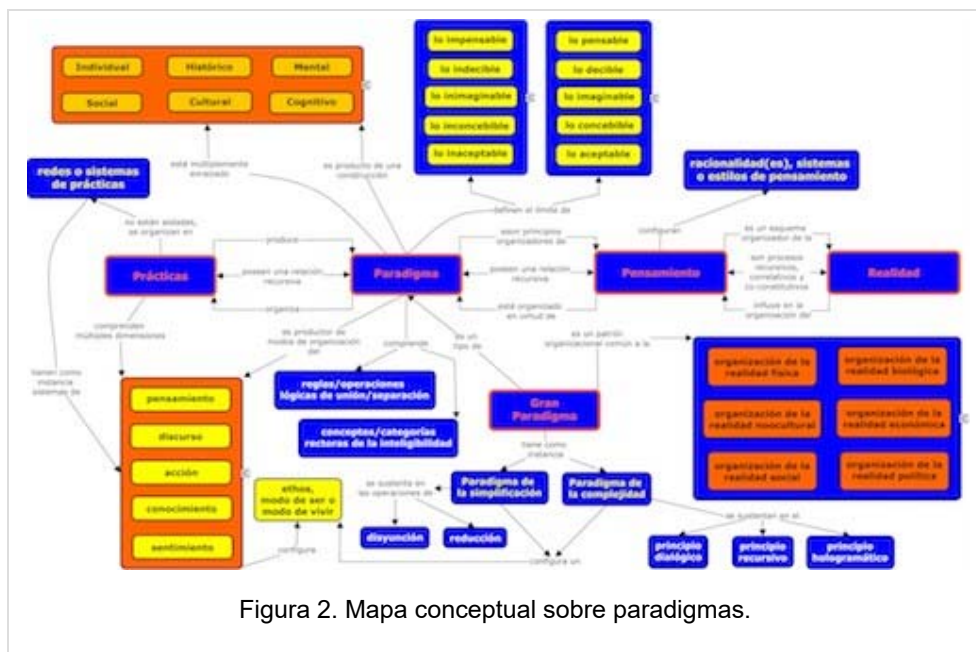 Individual
Histórico
Mental
Social
Cultural
Cognitivo
lo impensable
lo indecible
lo inimaginable
lo inconcebible
lo inaceptable
lo pensable
lo decible
lo imaginable
lo concebible
lo aceptable
redes o sistemas
de prácticas
está multiplemente
enraizado
es producto de una
construcción
racionalidad(es), sistemas
o estilos de pensamiento
no están aisladas,
se organizan en
definen el límite de
configuran
produce
son principios
organizadores de
es un esquema
organizador de la
Prácticas
poseen una relación
recursiva
Paradigma
poseen una relación
recursiva
Pensamiento
son procesos
recursivos,
correlativos y
co-constitutivos
Realidad
organiza
está organizado
en virtud de
influye en la
organización del
comprenden
múltiples dimensiones
es productor de
modos de organización
del
comprende
es un
tipo de
es un patrón
organizacional común a la
tienen como
instancia
sistemas de
reglas/operaciones
lógicas de unión/separación
conceptos/categorías
rectoras de la inteligibilidad
Gran
Paradigma
organización de la
realidad física
organización de la
realidad biológica
organización de la
realidad noocultural
organización de la
realidad económica
organización de la
realidad social
organización de la
realidad política
pensamiento
discurso
acción
conocimiento
sentimiento
tiene como
instancia
ethos,
modo de ser o
modo de vivir
se sustenta en
las operaciones de
Paradigma de
la simplificación
Paradigma de
la complejidad
disyunción
reducción
se sustentan en el
principio
dialógico
principio
recursivo
principio
hologramático
configura
configura un
Figura 2. Mapa conceptual sobre paradigmas.